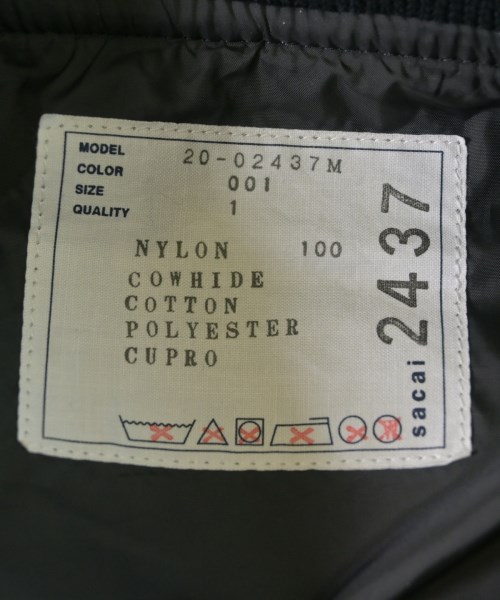 MODEL 20-02437M
COLOR 001
SIZE 1
QUALITY
NYLON 100
COWHIDE
COTTON
POLYESTER
CUPRO
sacai 2437